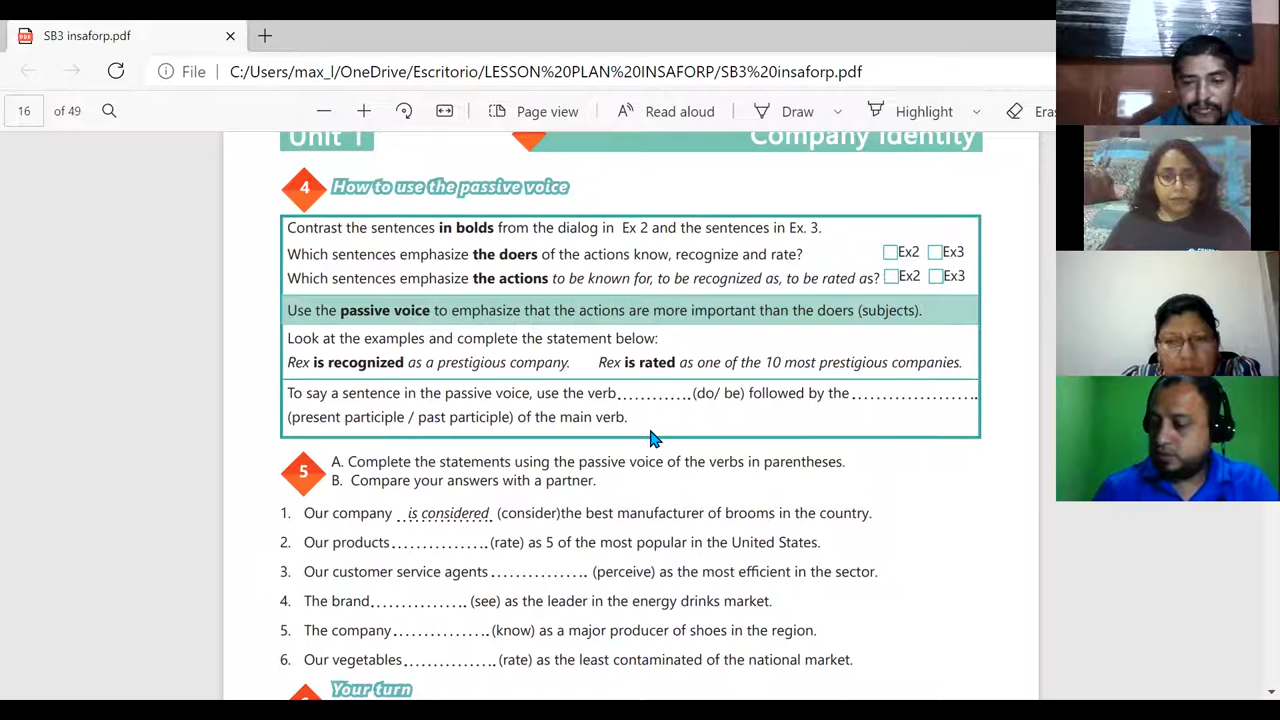 SB3 insaforp.pdf
File C:/Users/max_l/OneDrive/Escritorio/LESSON%20PLAN%20INSAFORP/SB3%20insaforp.pdf
16 of 49 Page view Read aloud Draw Highlight Eras
Unit 1 Company Identity
4 How to use the passive voice
Contrast the sentences in bolds from the dialog in Ex 2 and the sentences in Ex. 3.
Which sentences emphasize the doers of the actions know, recognize and rate? Ex2 Ex3
Which sentences emphasize the actions to be known for, to be recognized as, to be rated as? Ex2 Ex3
Use the passive voice to emphasize that the actions are more important than the doers (subjects).
Look at the examples and complete the statement below:
Rex is recognized as a prestigious company. Rex is rated as one of the 10 most prestigious companies.
To say a sentence in the passive voice, use the verb............. (do/ be) followed by the......................
(present participle / past participle) of the main verb.
5 A. Complete the statements using the passive voice of the verbs in parentheses.
B. Compare your answers with a partner.
1. Our company is considered (consider)the best manufacturer of brooms in the country.
2. Our products................(rate) as 5 of the most popular in the United States.
3. Our customer service agents................ (perceive) as the most efficient in the sector.
4. The brand................ (see) as the leader in the energy drinks market.
5. The company................(know) as a major producer of shoes in the region.
6. Our vegetables................(rate) as the least contaminated of the national market.
Your turn